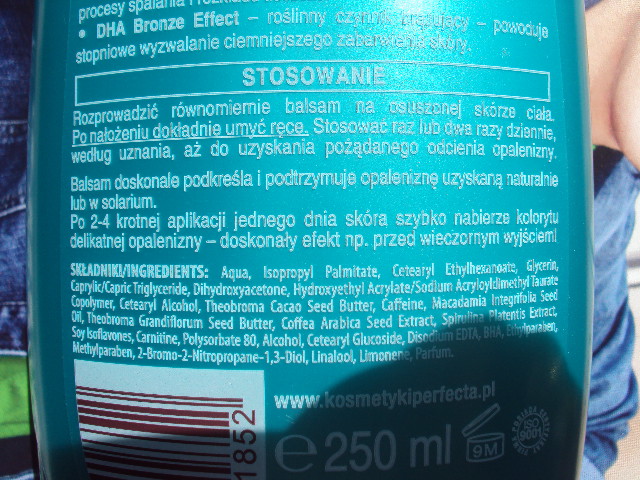 procesy spalania i
• DHA Bronze Effect – roślinny czynnik brązujący – powoduje
stopniowe wyzwalanie ciemniejszego zabarwienia skóry.
STOSOWANIE
Rozprowadzić równomiernie balsam na osuszonej skórze ciała.
Po nałożeniu dokładnie umyć ręce. Stosować raz lub dwa razy dziennie,
według uznania, aż do uzyskania pożądanego odcienia opalenizny.
Balsam doskonale podkreśla i podtrzymuje opaleniznę uzyskaną naturalnie
lub w solarium.
Po 2-4 krotnej aplikacji jednego dnia skóra szybko nabierze kolorytu
delikatnej opalenizny – doskonały efekt np. przed wieczornym wyjściem!
SKŁADNIKI/INGREDIENTS: Aqua, Isopropyl Palmitate, Cetearyl Ethylhexanoate, Glycerin,
Caprylic/Capric Triglyceride, Dihydroxyacetone, Hydroxyethyl Acrylate/Sodium Acryloyldimethyl Taurate
Copolymer, Cetearyl Alcohol, Theobroma Cacao Seed Butter, Caffeine, Macadamia Integrifolia Seed
Oil, Theobroma Grandiflorum Seed Butter, Coffea Arabica Seed Extract, Spirulina Platensis Extract,
Soy Isoflavones, Carnitine, Polysorbate 80, Alcohol, Cetearyl Glucoside, Disodium EDTA, BHA, Ethylparaben,
Methylparaben, 2-Bromo-2-Nitropropane-1,3-Diol, Linalool, Limonene, Parfum.
www.kosmetykiperfecta.pl
1852
e 250 ml
9M
ISO
9001